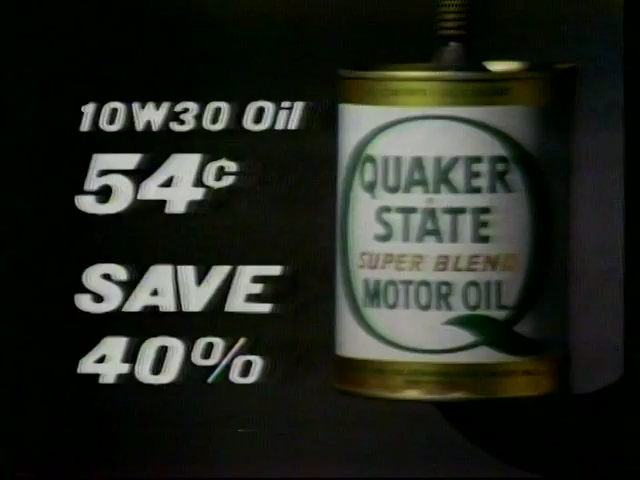 10W30 Oil
54¢
SAVE
40%
QUAKER
STATE
SUPER BLEND
MOTOR OIL